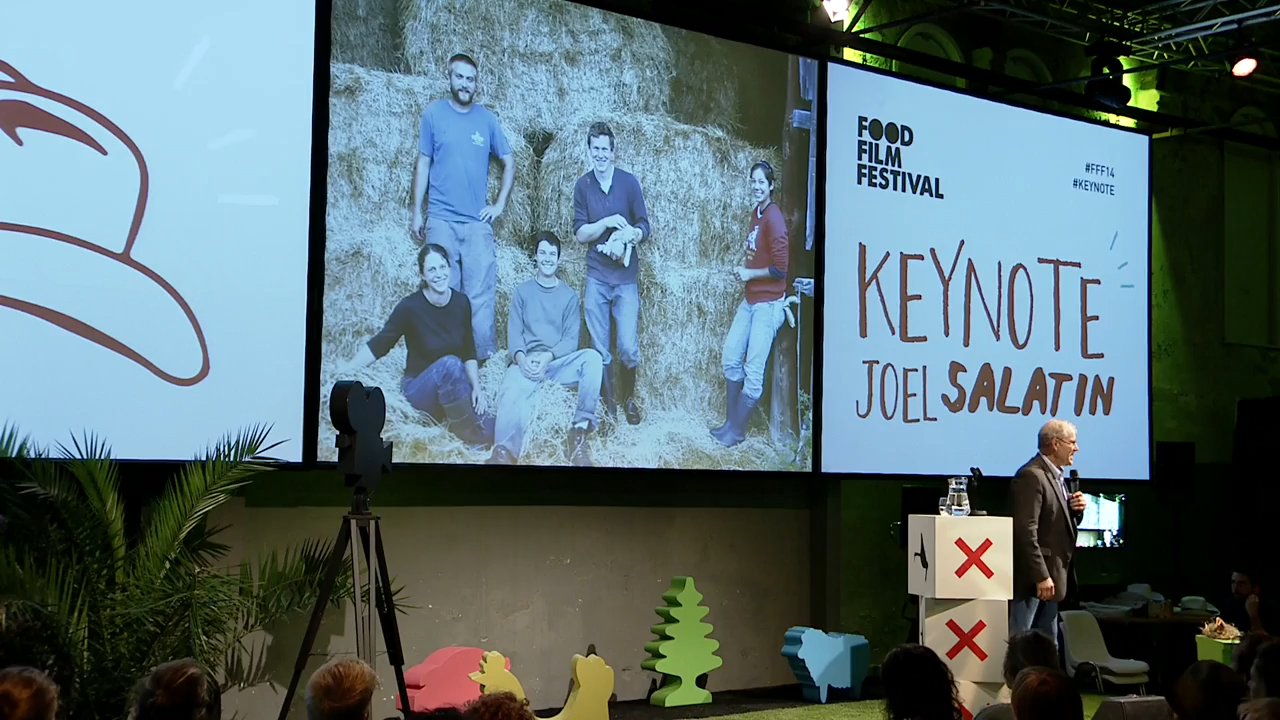 FOOD
FILM
FESTIVAL
#FFF14
#KEYNOTE
KEYNOTE
JOEL SALATIN